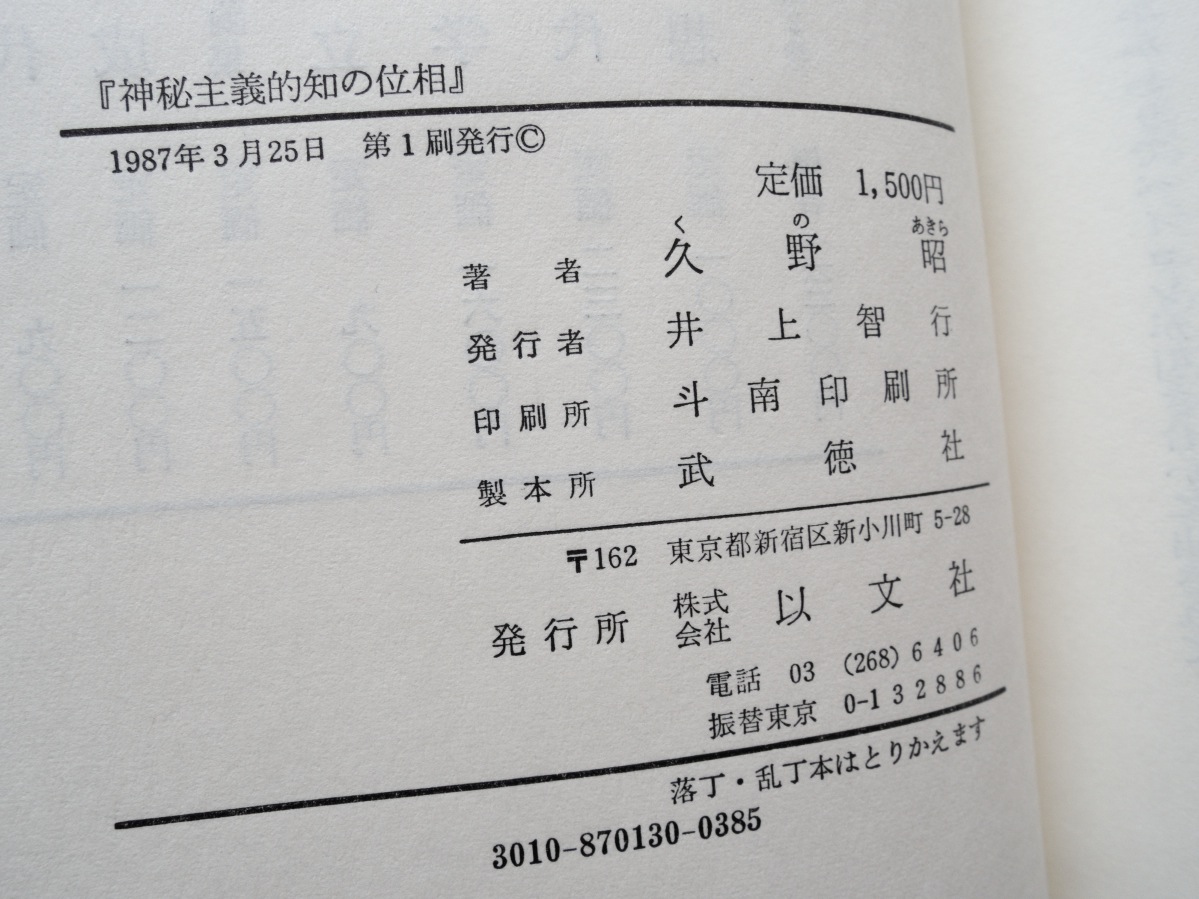 『神秘主義的知の位相』
1987年3月25日 第1刷発行©
定価 1,500円
く の あきら
著者 久野昭
発行者 井上智行
印刷所 斗南印刷所
製本所 武徳社
〒162 東京都新宿区新小川町 5-28
発行所 株式会社 以文社
電話 03 (268) 6406
振替東京 0-132886
落丁・乱丁本はとりかえます
3010-870130-0385